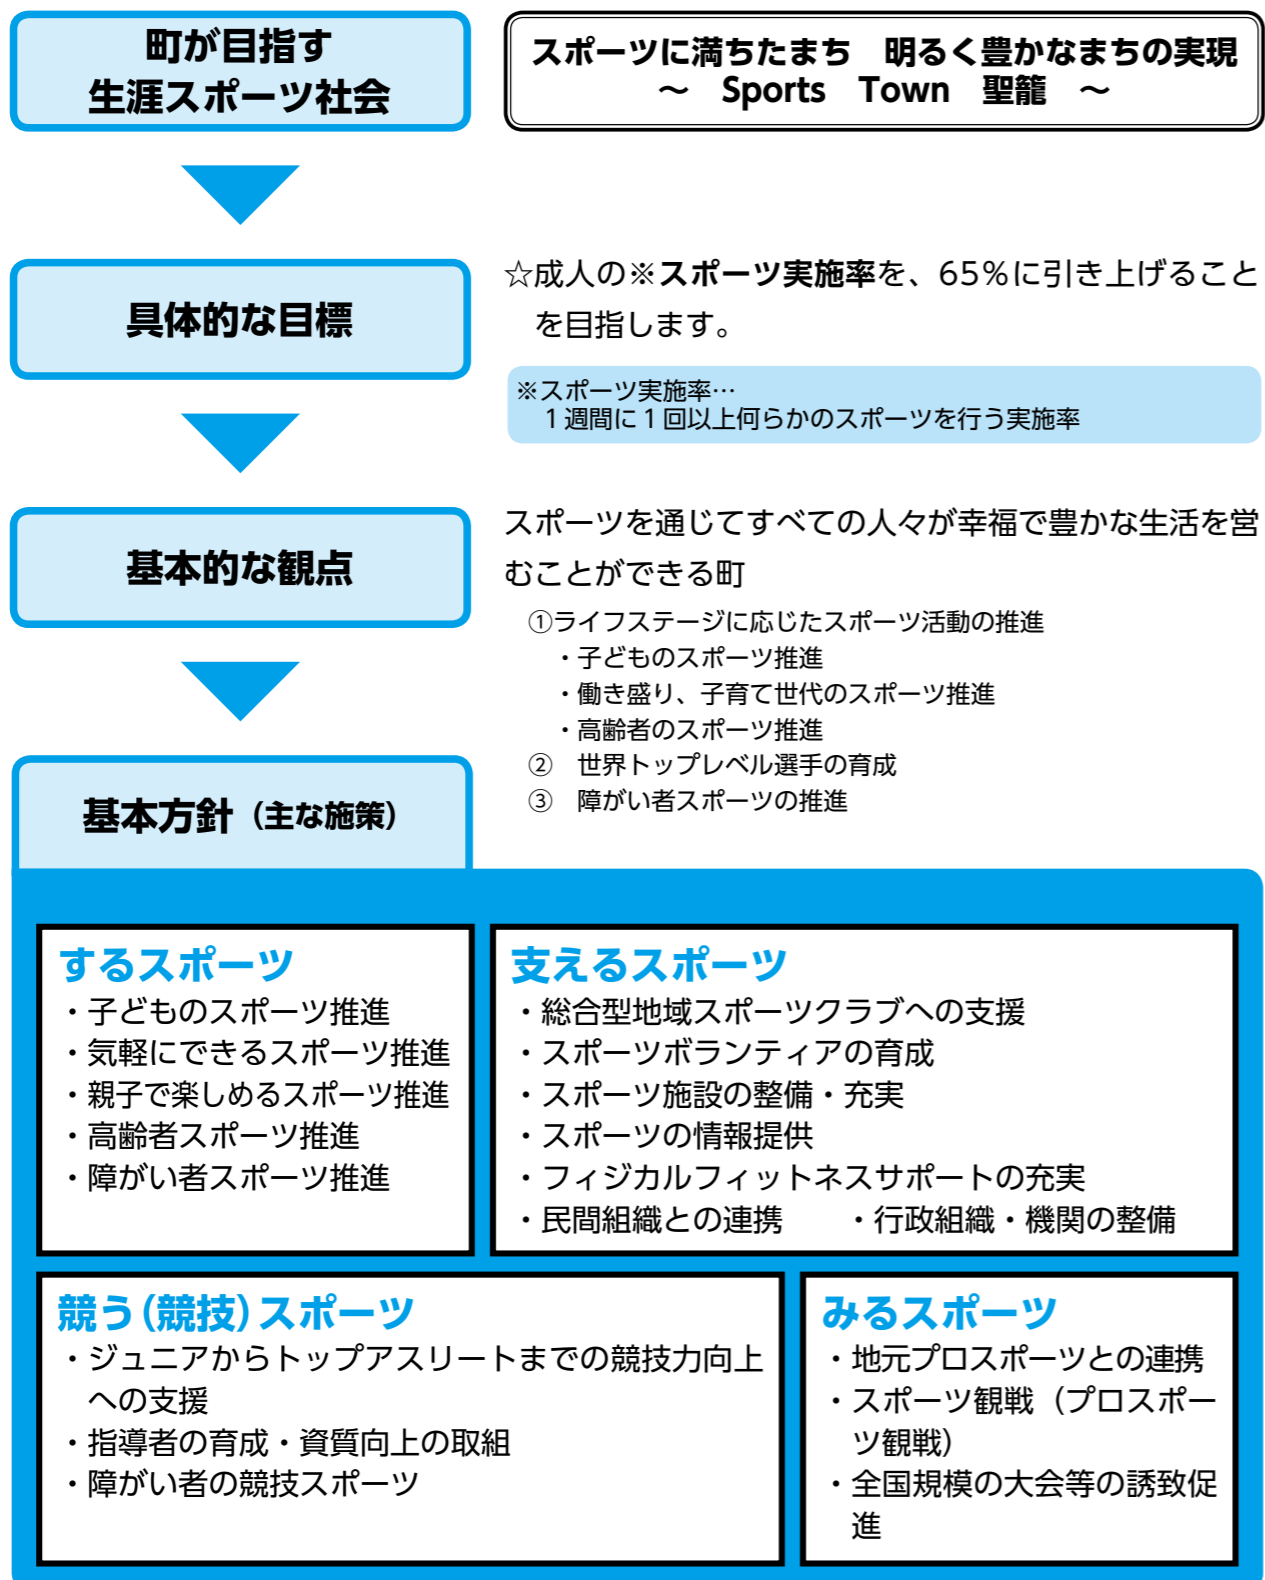 町が目指す
生涯スポーツ社会
スポーツに満ちたまち　明るく豊かなまちの実現
～　Sports　Town　聖籠　～
具体的な目標
☆成人の※スポーツ実施率を、65%に引き上げること
を目指します。
※スポーツ実施率…
1週間に1回以上何らかのスポーツを行う実施率
基本的な観点
スポーツを通じてすべての人々が幸福で豊かな生活を営
むことができる町
①ライフステージに応じたスポーツ活動の推進
・子どものスポーツ推進
・働き盛り、子育て世代のスポーツ推進
・高齢者のスポーツ推進
②　世界トップレベル選手の育成
③　障がい者スポーツの推進
基本方針（主な施策）
するスポーツ
・子どものスポーツ推進
・気軽にできるスポーツ推進
・親子で楽しめるスポーツ推進
・高齢者スポーツ推進
・障がい者スポーツ推進
支えるスポーツ
・総合型地域スポーツクラブへの支援
・スポーツボランティアの育成
・スポーツ施設の整備・充実
・スポーツの情報提供
・フィジカルフィットネスサポートの充実
・民間組織との連携　　・行政組織・機関の整備
競う（競技）スポーツ
・ジュニアからトップアスリートまでの競技力向上
への支援
・指導者の育成・資質向上の取組
・障がい者の競技スポーツ
みるスポーツ
・地元プロスポーツとの連携
・スポーツ観戦（プロスポー
ツ観戦）
・全国規模の大会等の誘致促
進